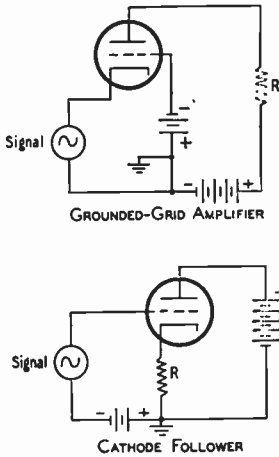 R
Signal
-
+
- +
GROUNDED-GRID AMPLIFIER
Signal
R
- +
CATHODE FOLLOWER